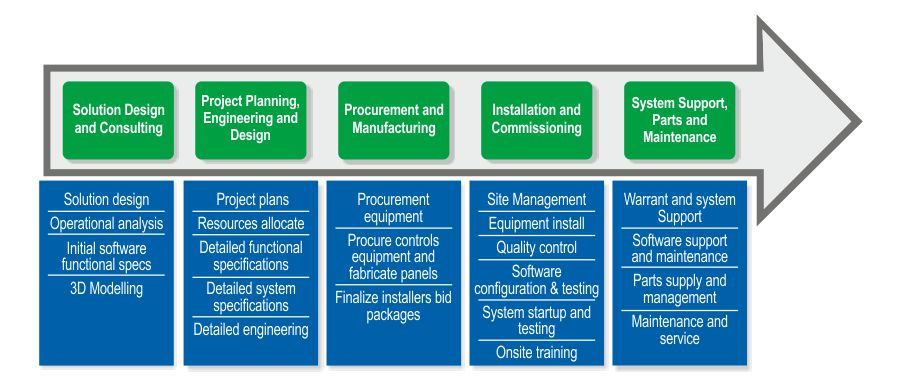 Solution Design
and Consulting
Project Planning,
Engineering and
Design
Procurement and
Manufacturing
Installation and
Commissioning
System Support,
Parts and
Maintenance
Solution design
Operational analysis
Initial software
functional specs
3D Modelling
Project plans
Resources allocate
Detailed functional
specifications
Detailed system
specifications
Detailed engineering
Procurement
equipment
Procure controls
equipment and
fabricate panels
Finalize installers bid
packages
Site Management
Equipment install
Quality control
Software
configuration & testing
System startup and
testing
Onsite training
Warrant and system
Support
Software support
and maintenance
Parts supply and
management
Maintenance and
service